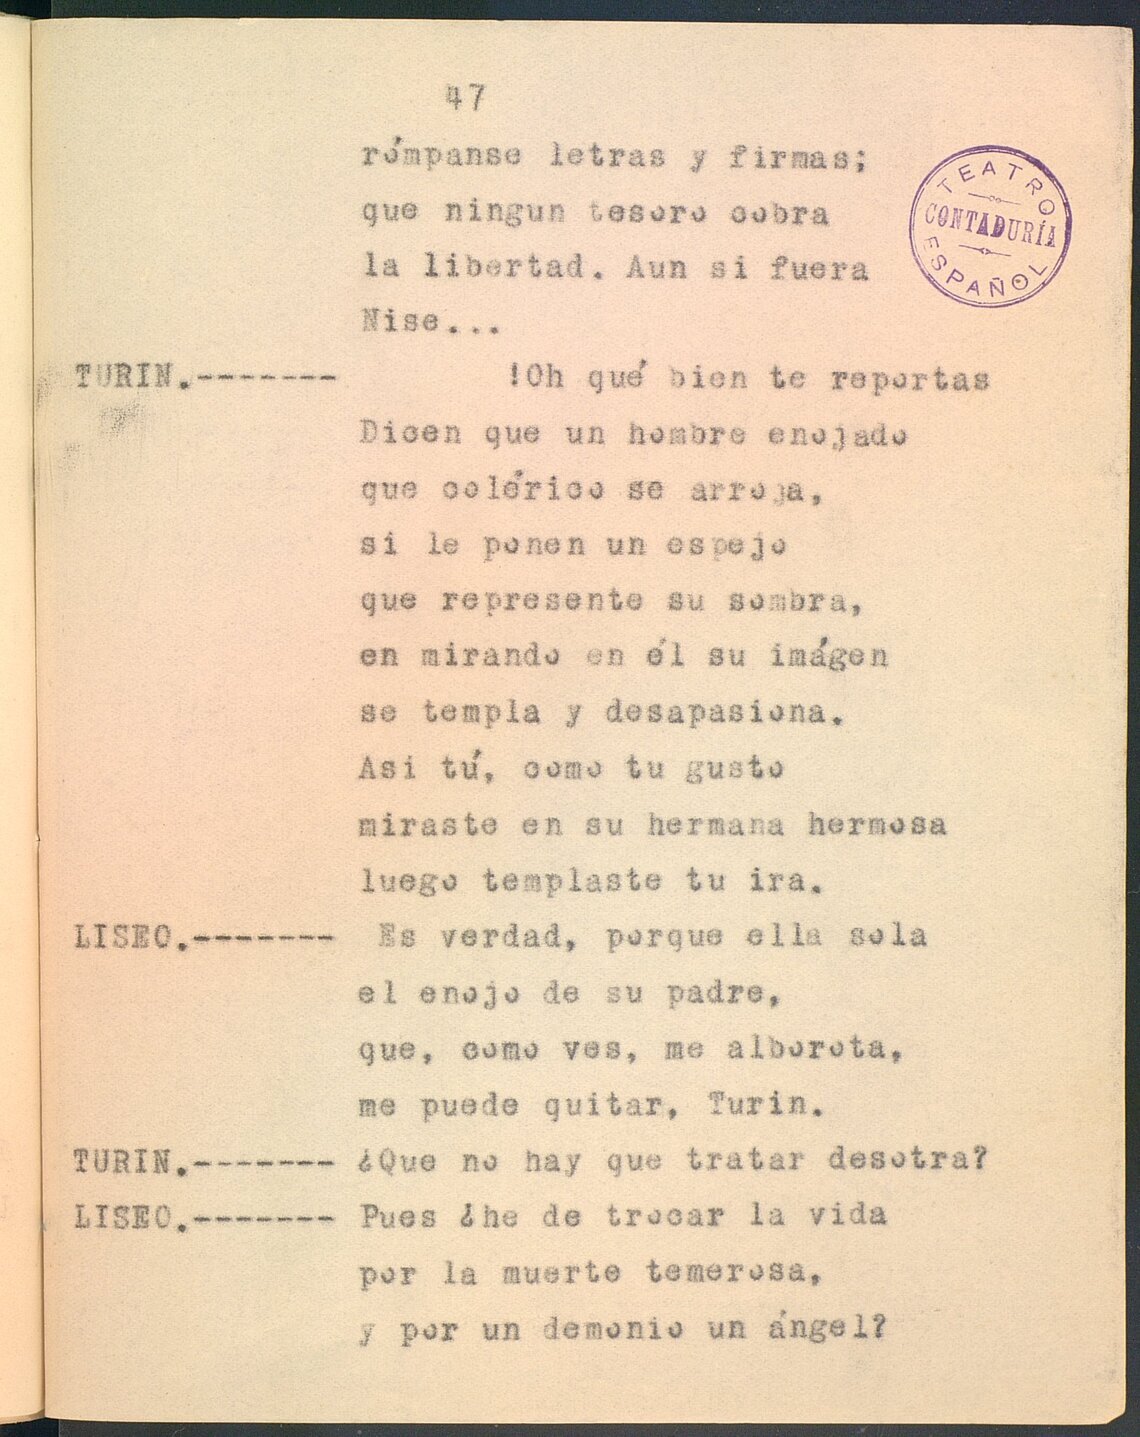 47
rómpanse letras y firmas;
que ningun tesoro cobra
la libertad. Aun si fuera
Nise...
TURIN.------- !Oh qué bien te reportas
Dicen que un hombre enojado
que colérico se arroja,
si le ponen un espejo
que represente su sombra,
en mirando en él su imágen
se templa y desapasiona.
Asi tú, como tu gusto
miraste en su hermana hermosa
luego templaste tu ira.
LISEO.------- Es verdad, porque ella sola
el enojo de su padre,
que, como ves, me alborota,
me puede quitar, Turin.
TURIN.------- ¿Que no hay que tratar desotra?
LISEO.------- Pues ¿he de trocar la vida
por la muerte temerosa,
y por un demonio un ángel?
TEATRO
CONTADURÍA
ESPAÑOL